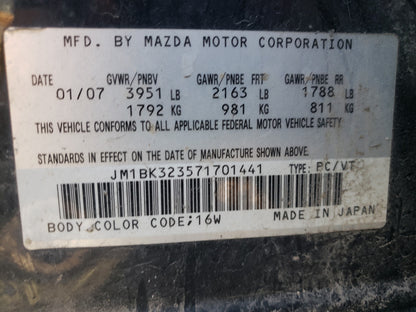 MFD. BY MAZDA MOTOR CORPORATION
DATE GVWR/PNBV GAWR/PNBE FRT GAWR/PNBE RR
01/07 3951 LB 2163 LB 1788 LB
1792 KG 981 KG 811 KG
THIS VEHICLE CONFORMS TO ALL APPLICABLE FEDERAL MOTOR VEHICLE SAFETY
STANDARDS IN EFFECT ON THE DATE OF MANUFACTURE SHOWN ABOVE.
JM1BK323571701441 TYPE: PC/VT
BODY COLOR CODE;16W MADE IN JAPAN